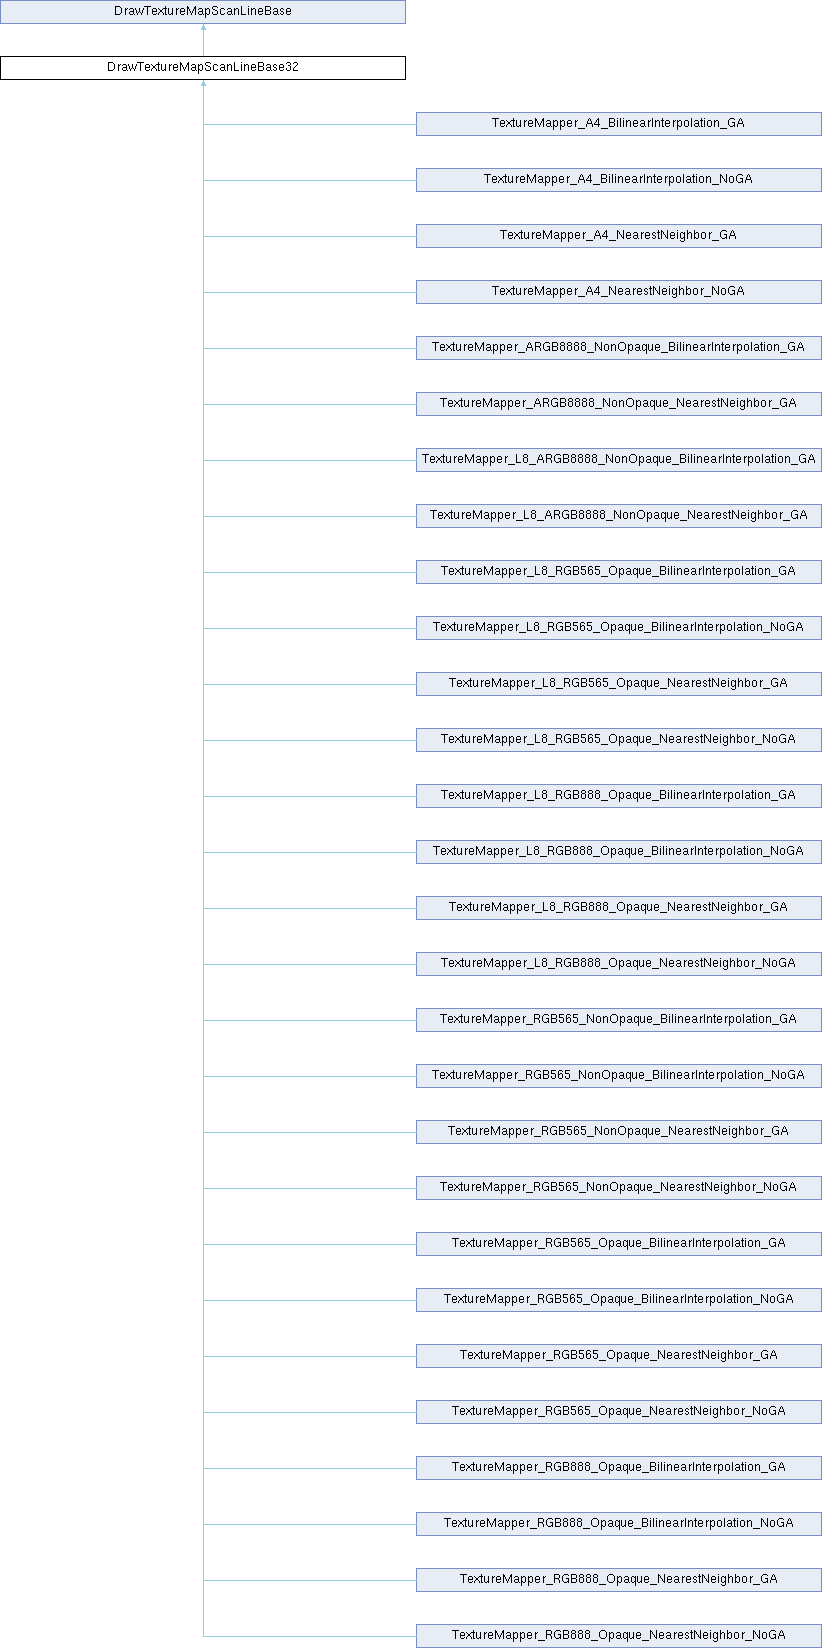 DrawTextureMapScanLineBase
DrawTextureMapScanLineBase32
TextureMapper_A4_BilinearInterpolation_GA
TextureMapper_A4_BilinearInterpolation_NoGA
TextureMapper_A4_NearestNeighbor_GA
TextureMapper_A4_NearestNeighbor_NoGA
TextureMapper_ARGB8888_NonOpaque_BilinearInterpolation_GA
TextureMapper_ARGB8888_NonOpaque_NearestNeighbor_GA
TextureMapper_L8_ARGB8888_NonOpaque_BilinearInterpolation_GA
TextureMapper_L8_ARGB8888_NonOpaque_NearestNeighbor_GA
TextureMapper_L8_RGB565_Opaque_BilinearInterpolation_GA
TextureMapper_L8_RGB565_Opaque_BilinearInterpolation_NoGA
TextureMapper_L8_RGB565_Opaque_NearestNeighbor_GA
TextureMapper_L8_RGB565_Opaque_NearestNeighbor_NoGA
TextureMapper_L8_RGB888_Opaque_BilinearInterpolation_GA
TextureMapper_L8_RGB888_Opaque_BilinearInterpolation_NoGA
TextureMapper_L8_RGB888_Opaque_NearestNeighbor_GA
TextureMapper_L8_RGB888_Opaque_NearestNeighbor_NoGA
TextureMapper_RGB565_NonOpaque_BilinearInterpolation_GA
TextureMapper_RGB565_NonOpaque_BilinearInterpolation_NoGA
TextureMapper_RGB565_NonOpaque_NearestNeighbor_GA
TextureMapper_RGB565_NonOpaque_NearestNeighbor_NoGA
TextureMapper_RGB565_Opaque_BilinearInterpolation_GA
TextureMapper_RGB565_Opaque_BilinearInterpolation_NoGA
TextureMapper_RGB565_Opaque_NearestNeighbor_GA
TextureMapper_RGB565_Opaque_NearestNeighbor_NoGA
TextureMapper_RGB888_Opaque_BilinearInterpolation_GA
TextureMapper_RGB888_Opaque_BilinearInterpolation_NoGA
TextureMapper_RGB888_Opaque_NearestNeighbor_GA
TextureMapper_RGB888_Opaque_NearestNeighbor_NoGA